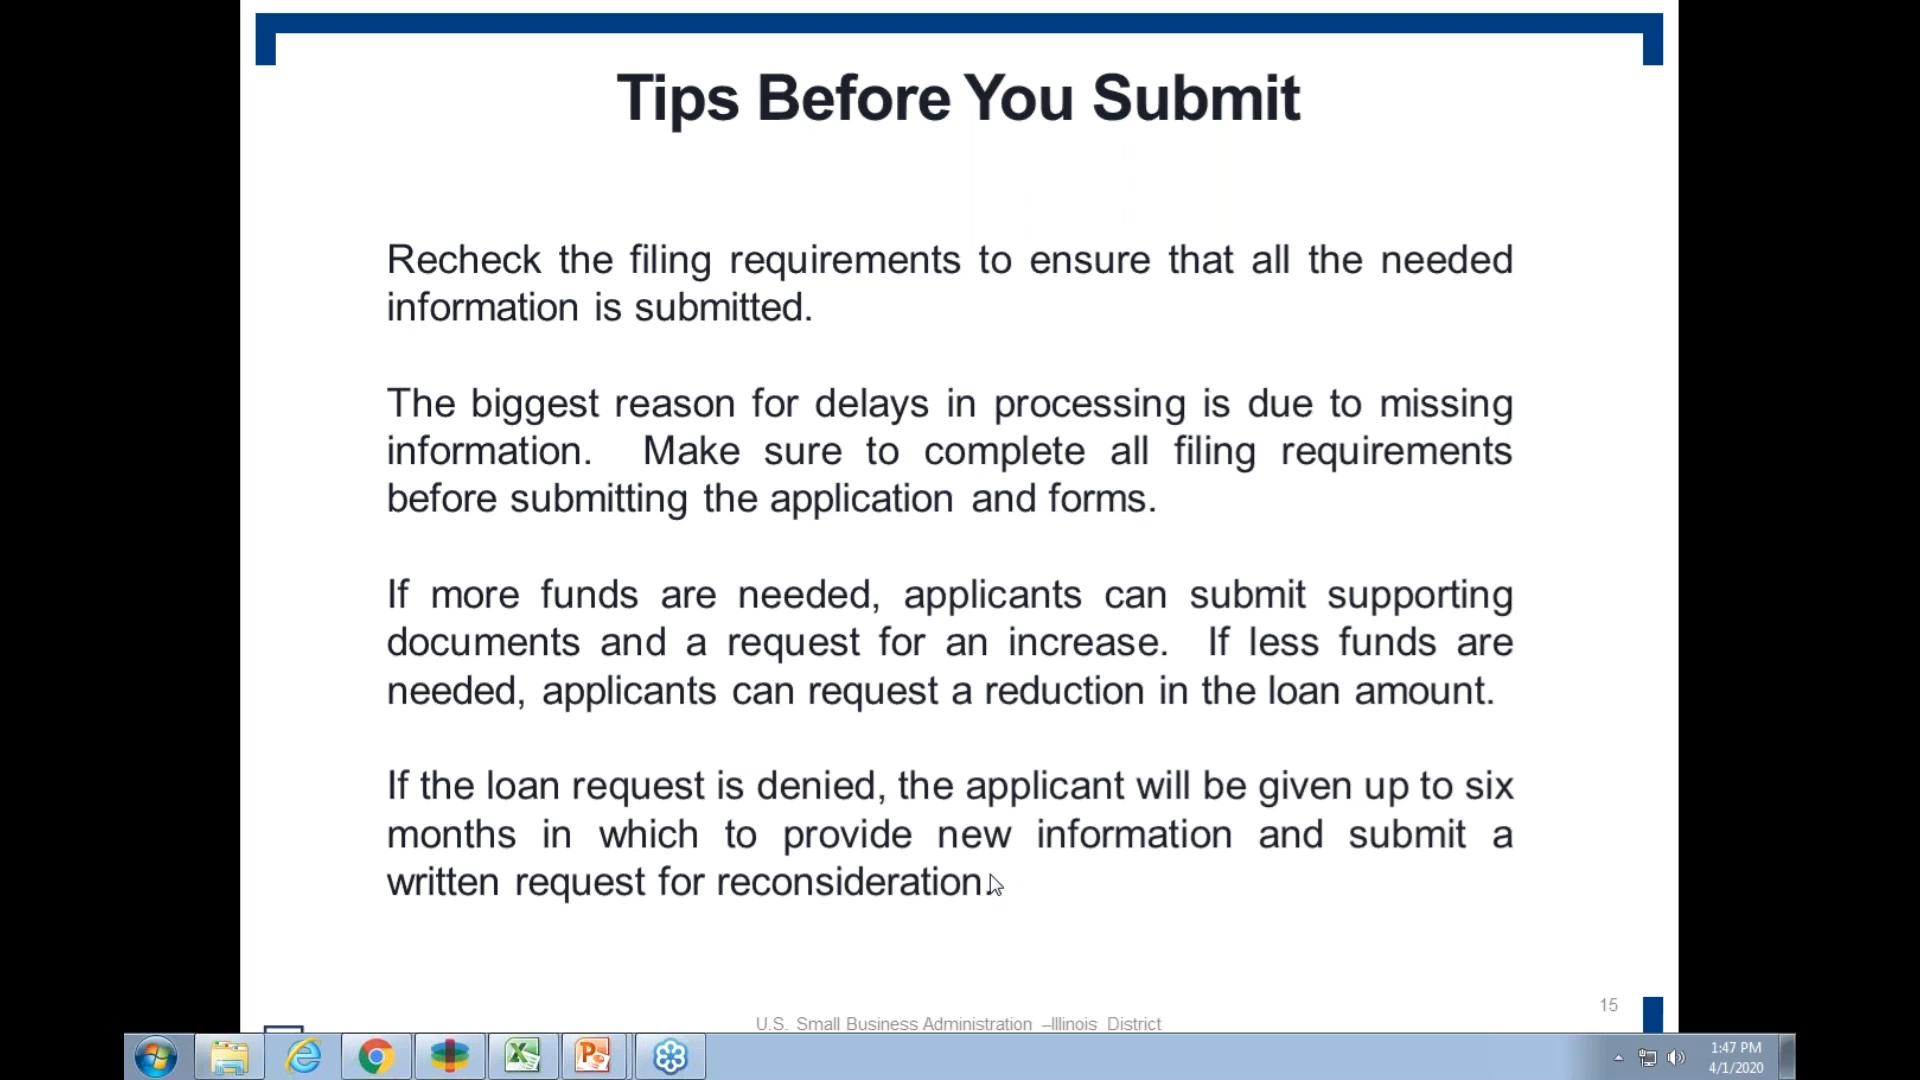 Tips Before You Submit
Recheck the filing requirements to ensure that all the needed
information is submitted.
The biggest reason for delays in processing is due to missing
information. Make sure to complete all filing requirements
before submitting the application and forms.
If more funds are needed, applicants can submit supporting
documents and a request for an increase. If less funds are
needed, applicants can request a reduction in the loan amount.
If the loan request is denied, the applicant will be given up to six
months in which to provide new information and submit a
written request for reconsideration.
15
U.S. Small Business Administration –Illinois District
1:47 PM
4/1/2020